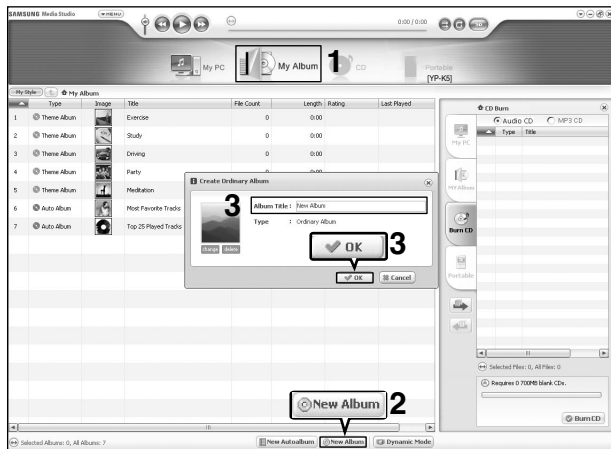 SAMSUNG Media Studio
MENU
0:00 / 0:00
My PC
My Album
1
CD
Portable
[YP-K5]
My Style
My Album
Type Image Title File Count Length Rating Last Played
1 Theme Album Exercise 0 0:00
2 Theme Album Study 0 0:00
3 Theme Album Driving 0 0:00
4 Theme Album Party 0 0:00
5 Theme Album Meditation
6 Auto Album Most Favorite Tracks
7 Auto Album Top 25 Played Tracks
Create Ordinary Album
3
Album Title : New Album
Type : Ordinary Album
change delete
OK
3
OK Cancel
New Album
2
Selected Albums: 0, All Albums: 7
New Autoalbum New Album Dynamic Mode
CD Burn
Audio CD MP3 CD
Type Title
My PC
MY Album
Burn CD
Portable
Selected Files: 0, All Files: 0
Requires 0 700MB blank CDs.
Burn CD